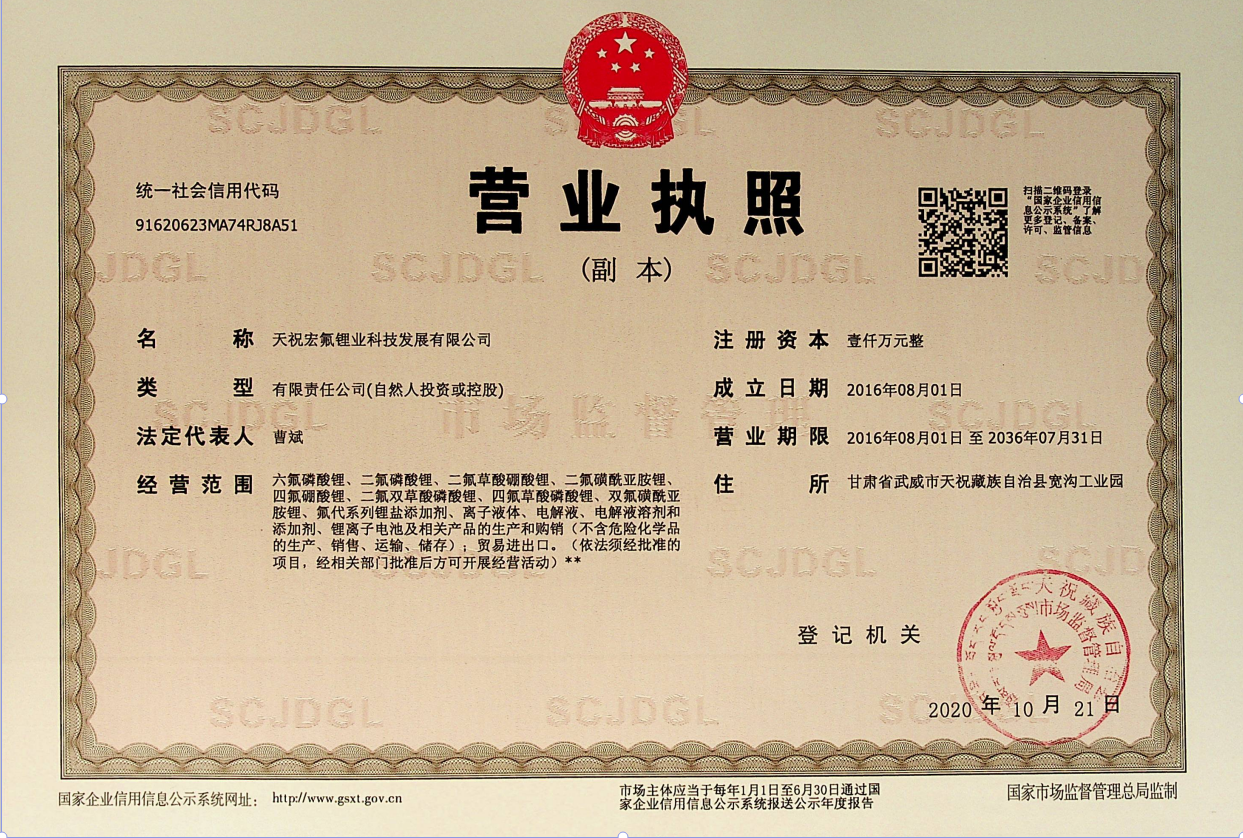 统一社会信用代码
91620623MA74RJ8A51
营业执照
(副 本)
扫描二维码登录
“国家企业信用信
息公示系统”了解
更多登记、备案、
许可、监管信息
名 称 天祝宏氟锂业科技发展有限公司
类 型 有限责任公司(自然人投资或控股)
法定代表人 曹斌
经营范围 六氟磷酸锂、二氟磷酸锂、二氟草酸硼酸锂、二氟磺酰亚胺锂、
四氟硼酸锂、二氟双草酸磷酸锂、四氟草酸磷酸锂、双氟磺酰亚
胺锂、氟代系列锂盐添加剂、离子液体、电解液、电解液溶剂和
添加剂、锂离子电池及相关产品的生产和购销（不含危险化学品
的生产、销售、运输、储存）；贸易进出口。（依法须经批准的
项目，经相关部门批准后方可开展经营活动）**
注册资本 壹仟万元整
成立日期 2016年08月01日
营业期限 2016年08月01日 至 2036年07月31日
住 所 甘肃省武威市天祝藏族自治县宽沟工业园
SCJDGL
市场监督管理
登记机关
天祝藏族自治县
市场监督管理局
2020 年 10 月 21 日
国家企业信用信息公示系统网址： http://www.gsxt.gov.cn
市场主体应当于每年1月1日至6月30日通过国
家企业信用信息公示系统报送公示年度报告
国家市场监督管理总局监制